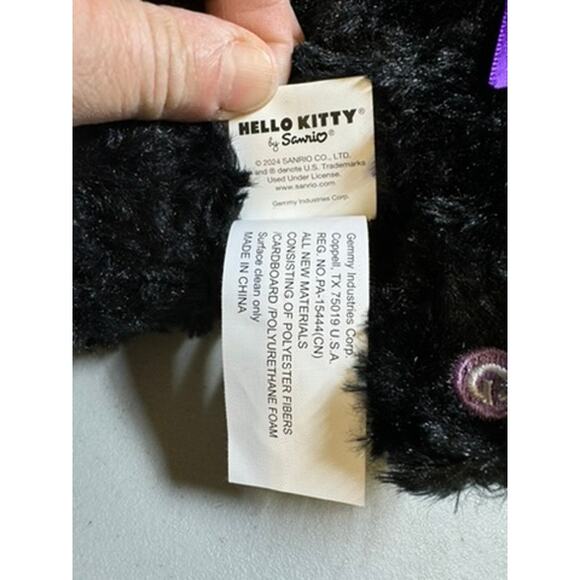 HELLO KITTY®
by Sanrio®
© 2024 SANRIO CO., LTD.
and ® denote U.S. Trademarks
Used Under License.
www.sanrio.com
Gemmy Industries Corp.
Gemmy Industries Corp.
Coppell, TX 75019 U.S.A.
REG. NO.PA-15444(CN)
ALL NEW MATERIALS
CONSISTING OF POLYESTER FIBERS
/CARDBOARD /POLYURETHANE FOAM
Surface clean only
MADE IN CHINA